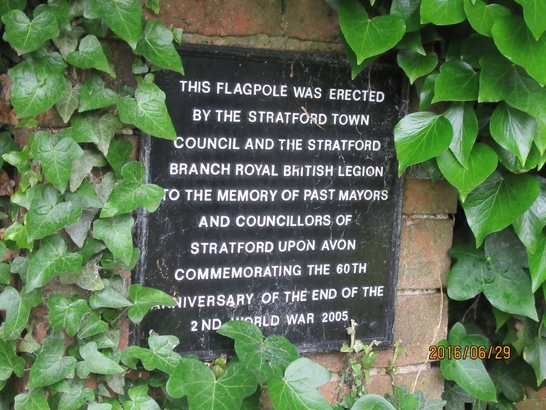 THIS FLAGPOLE WAS ERECTED
BY THE STRATFORD TOWN
COUNCIL AND THE STRATFORD
BRANCH ROYAL BRITISH LEGION
TO THE MEMORY OF PAST MAYORS
AND COUNCILLORS OF
STRATFORD UPON AVON
COMMEMORATING THE 60TH
ANNIVERSARY OF THE END OF THE
2ND WORLD WAR 2005
2016/06/29